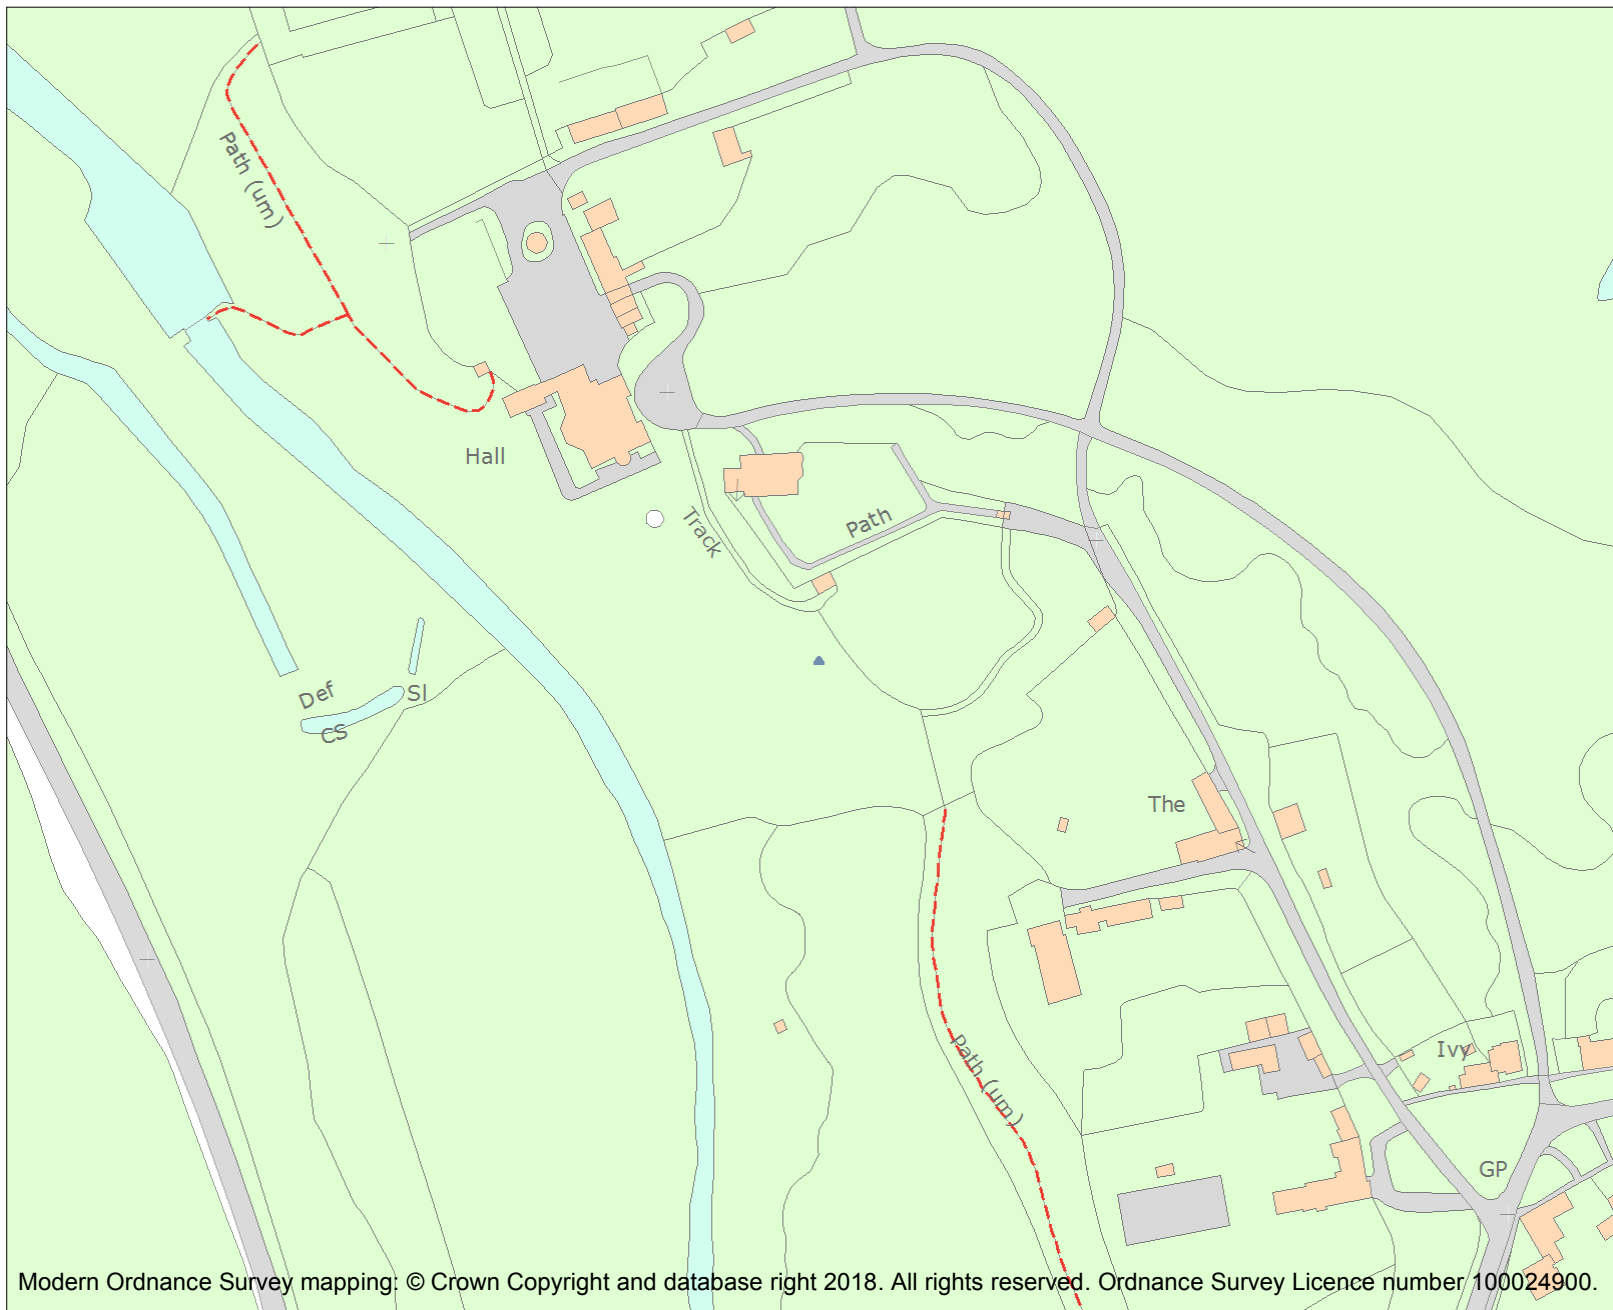 Path (um)
Hall
Track
Path
Def
Sl
CS
The
Path (um)
Ivy
GP
Modern Ordnance Survey mapping: © Crown Copyright and database right 2018. All rights reserved. Ordnance Survey Licence number 100024900.